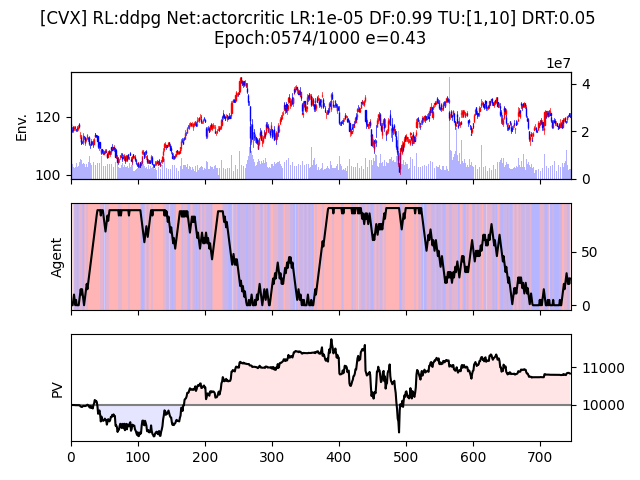 [CVX] RL:ddpg Net:actorcritic LR:1e-05 DF:0.99 TU:[1,10] DRT:0.05
Epoch:0574/1000 e=0.43
1e7
Env.
120
100
4
2
0
Agent
50
0
PV
11000
10000
0 100 200 300 400 500 600 700